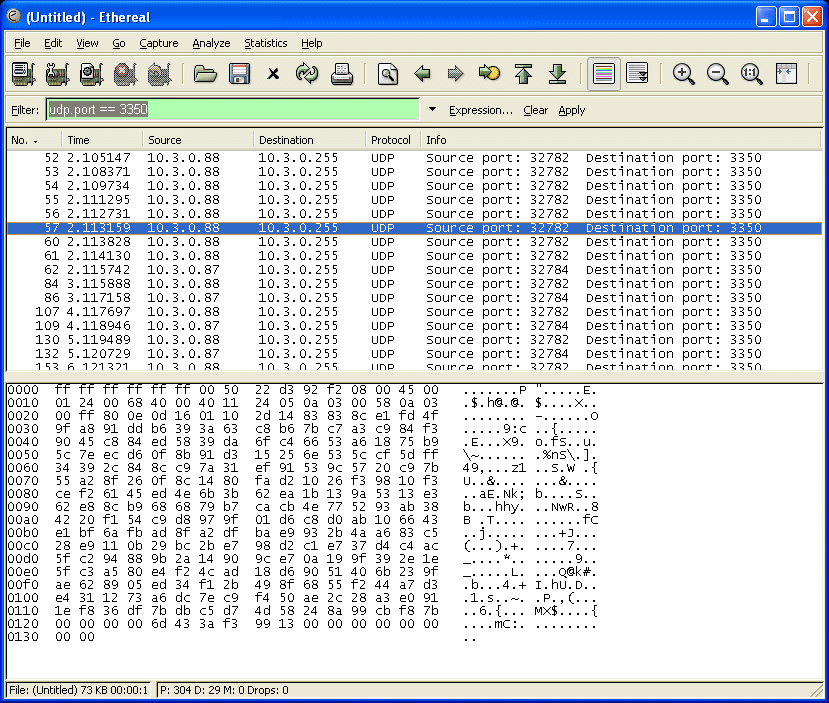 (Untitled) - Ethereal
File Edit View Go Capture Analyze Statistics Help
Filter: udp.port == 3350 Expression... Clear Apply
No. Time Source Destination Protocol Info
52 2.105147 10.3.0.88 10.3.0.255 UDP Source port: 32782 Destination port: 3350
53 2.108371 10.3.0.88 10.3.0.255 UDP Source port: 32782 Destination port: 3350
54 2.109734 10.3.0.88 10.3.0.255 UDP Source port: 32782 Destination port: 3350
55 2.111295 10.3.0.88 10.3.0.255 UDP Source port: 32782 Destination port: 3350
56 2.112731 10.3.0.88 10.3.0.255 UDP Source port: 32782 Destination port: 3350
57 2.113159 10.3.0.88 10.3.0.255 UDP Source port: 32782 Destination port: 3350
60 2.113828 10.3.0.88 10.3.0.255 UDP Source port: 32782 Destination port: 3350
61 2.114130 10.3.0.88 10.3.0.255 UDP Source port: 32782 Destination port: 3350
62 2.115742 10.3.0.87 10.3.0.255 UDP Source port: 32784 Destination port: 3350
84 3.115888 10.3.0.87 10.3.0.255 UDP Source port: 32784 Destination port: 3350
86 3.117158 10.3.0.87 10.3.0.255 UDP Source port: 32784 Destination port: 3350
107 4.117697 10.3.0.87 10.3.0.255 UDP Source port: 32784 Destination port: 3350
109 4.118946 10.3.0.87 10.3.0.255 UDP Source port: 32784 Destination port: 3350
130 5.119489 10.3.0.87 10.3.0.255 UDP Source port: 32784 Destination port: 3350
132 5.120729 10.3.0.87 10.3.0.255 UDP Source port: 32784 Destination port: 3350
153 6.121321 10.3.0.87 10.3.0.255 UDP Source port: 32784 Destination port: 3350
0000 ff ff ff ff ff ff 00 50 22 d3 92 f2 08 00 45 00 .......P ".....E.
0010 01 24 00 68 40 00 40 11 24 05 0a 03 00 58 0a 03 .$.h@.@. $....X..
0020 00 ff 80 0e 0d 16 01 10 2d 14 83 83 8c e1 fd 4f ........ -......O
0030 9f a8 91 dd b6 39 3a 63 c8 b6 7b c7 a3 c9 84 f3 .....9:c ..{.....
0040 90 45 c8 84 ed 58 39 da 6f c4 66 53 a6 18 75 b9 .E...X9. o.fS..u.
0050 5c 7e ec d6 0f 8b 91 d3 15 25 6e 53 5c cf 5d ff \~...... .%nS\.].
0060 34 39 2c 84 8c c9 7a 31 ef 91 53 9c 57 20 c9 7b 49,...z1 ..S.W .{
0070 55 a2 8f 26 0f 8c 14 80 fa d2 10 26 f3 98 10 f3 U..&.... ...&....
0080 ce f2 61 45 ed 4e 6b 3b 62 ea 1b 13 9a 53 13 e3 ..aE.Nk; b....S..
0090 62 e8 8c b9 68 68 79 b7 ca cb 4e 77 52 93 ab 38 b...hhy. ..NwR..8
00a0 42 20 f1 54 c9 d8 97 9f 01 d6 c8 d0 ab 10 66 43 B .T.... ......fC
00b0 e1 bf 6a fb ad 8f a2 df ba e9 93 2b 4a a6 83 c5 ..j..... ...+J...
00c0 28 e9 11 0b 29 bc 2b e7 98 d2 c1 e7 37 d4 c4 ac (...).+. ....7...
00d0 5f c2 94 88 9b 2a 14 90 9c e7 0a 19 9f 39 2e 1e _....*.. .....9..
00e0 5f c3 a5 80 e4 f2 4c ad 18 d6 90 51 40 6b 23 9f _.....L. ...Q@k#.
00f0 ae 62 89 05 ed 34 f1 2b 49 8f 68 55 f2 44 a7 d3 .b...4.+ I.hU.D..
0100 e4 31 12 73 a6 dc 7e c9 f4 50 ae 2c 28 a3 e0 91 .1.s..~. .P.,(...
0110 1e f8 36 df 7b db c5 d7 4d 58 24 8a 99 cb f8 7b ..6.{... MX$....{
0120 00 00 00 00 6d 43 3a f3 99 13 00 00 00 00 00 00 ....mC:. ........
0130 00 00 ..
File: (Untitled) 73 KB 00:00:1 P: 304 D: 29 M: 0 Drops: 0